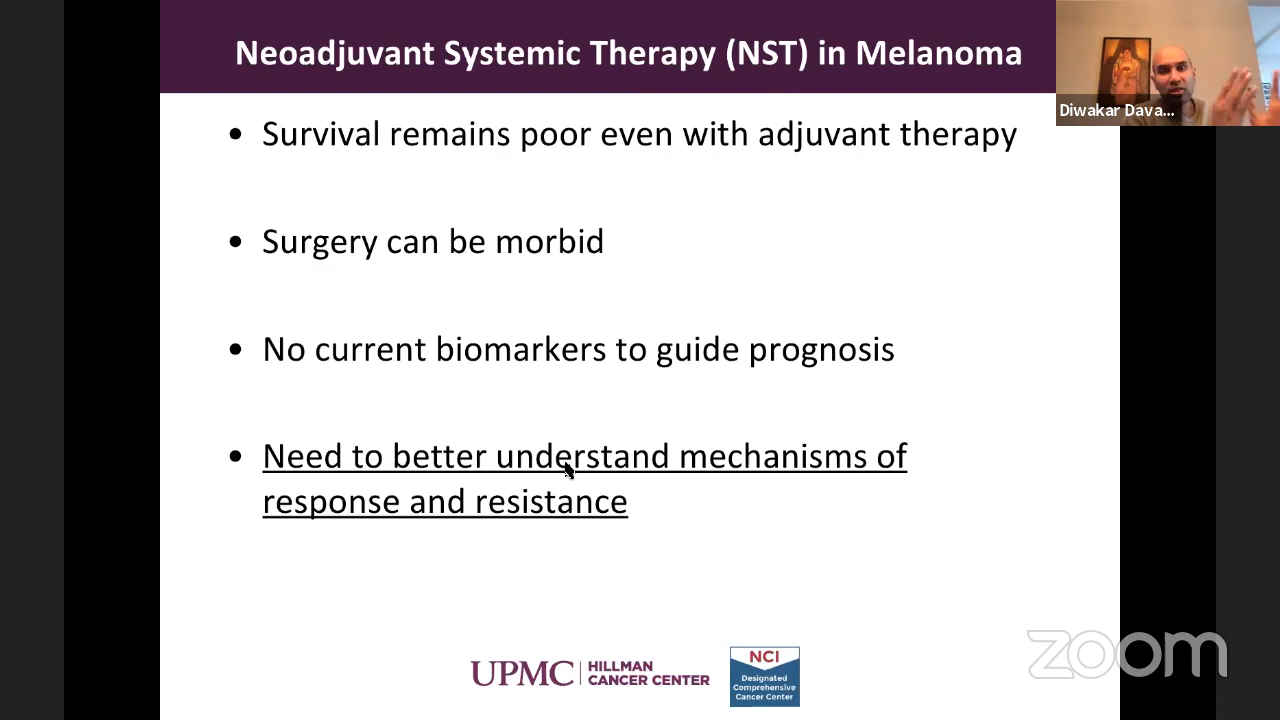 Neoadjuvant Systemic Therapy (NST) in Melanoma
Diwakar Dava...
• Survival remains poor even with adjuvant therapy
• Surgery can be morbid
• No current biomarkers to guide prognosis
• Need to better understand mechanisms of
response and resistance
UPMC
HILLMAN
CANCER CENTER
NCI
Designated
Comprehensive
Cancer Center
zoom